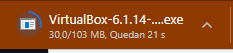 VirtualBox-6.1.14-....exe
30,0/103 MB, Quedan 21 s